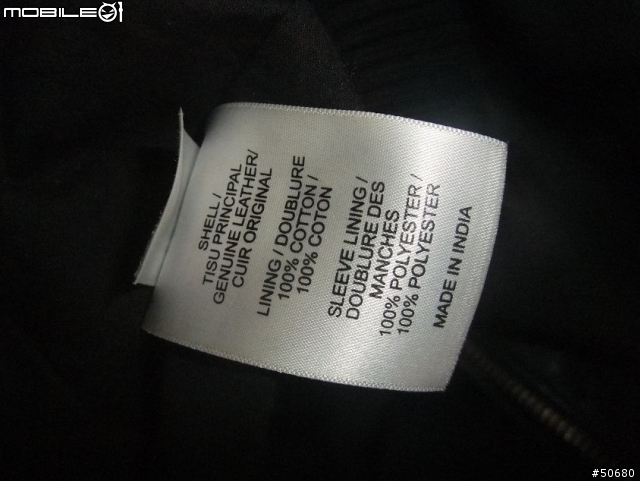 MOBILE01
SHELL /
TISU PRINCIPAL
GENUINE LEATHER/
CUIR ORIGINAL
LINING / DOUBLURE
100% COTTON /
100% COTON
SLEEVE LINING /
DOUBLURE DES
MANCHES
100% POLYESTER /
100% POLYESTER
MADE IN INDIA
#50680